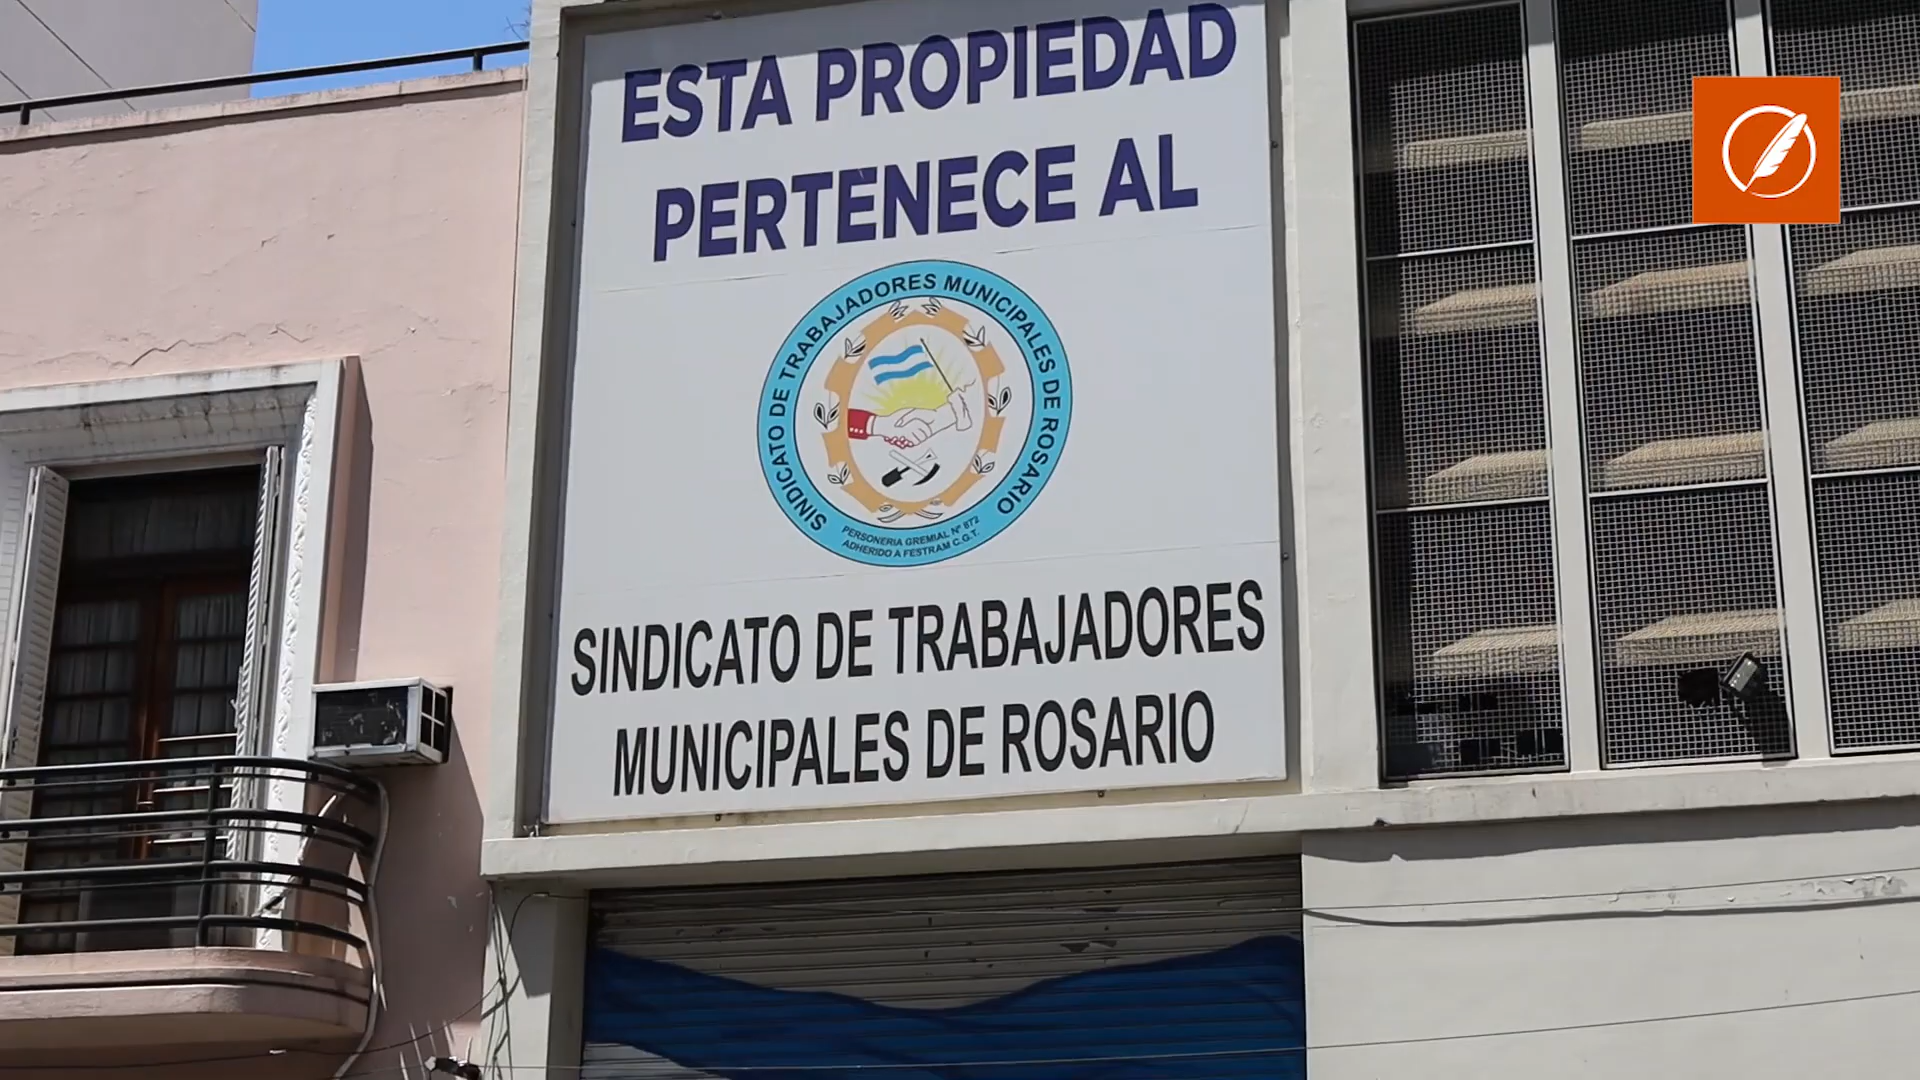 ESTA PROPIEDAD
PERTENECE AL
SINDICATO DE TRABAJADORES MUNICIPALES DE ROSARIO
PERSONERIA GREMIAL Nº 872
ADHERIDO A FESTRAM C.G.T.
SINDICATO DE TRABAJADORES
MUNICIPALES DE ROSARIO